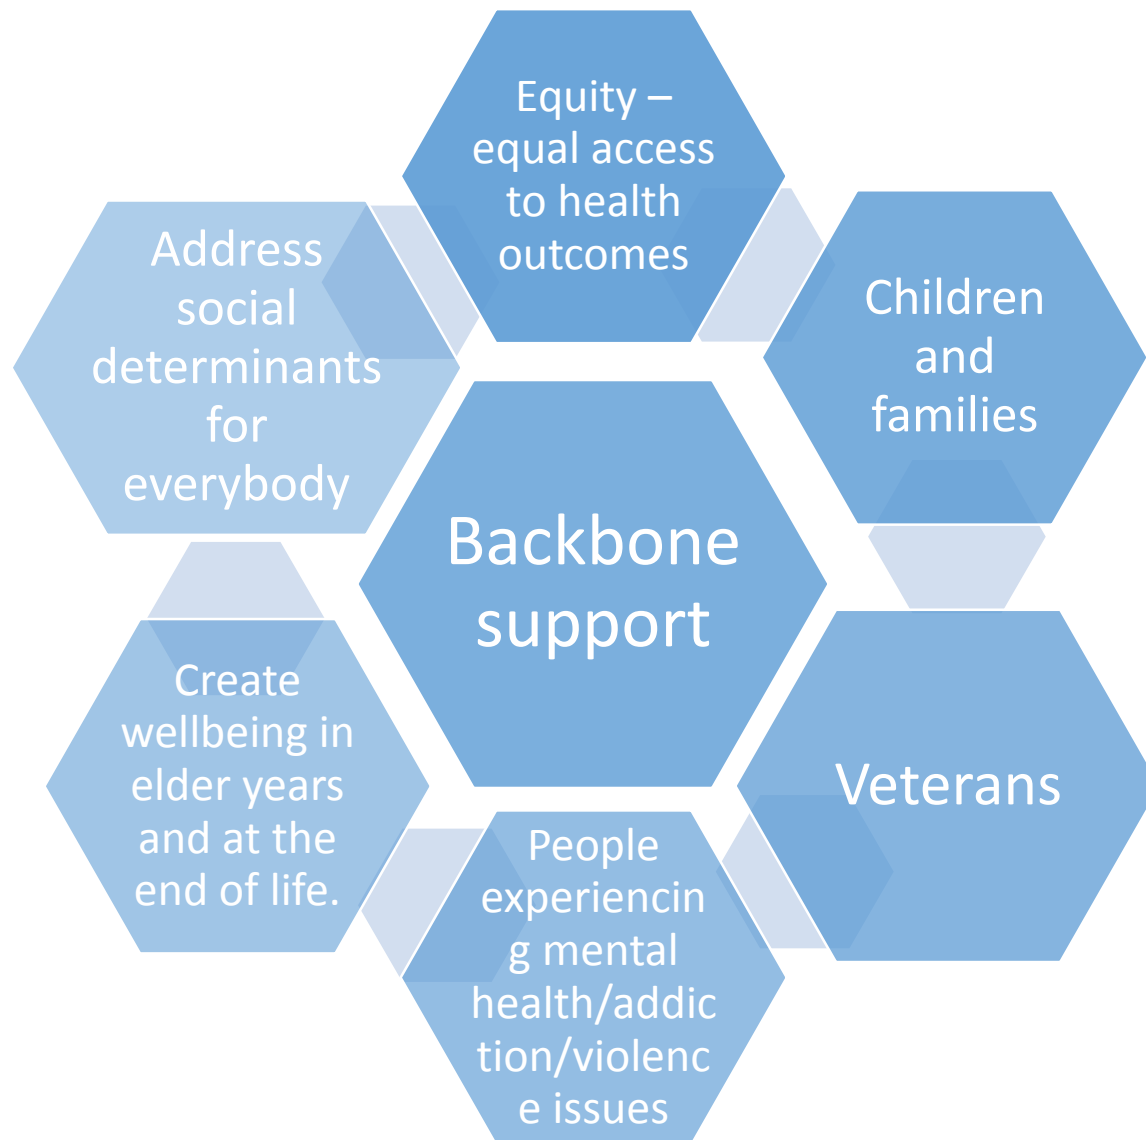 Equity –
equal access
to health
outcomes
Children
and
families
Veterans
People
experiencin
g mental
health/addic
tion/violenc
e issues
Create
wellbeing in
elder years
and at the
end of life.
Address
social
determinants
for
everybody
Backbone
support